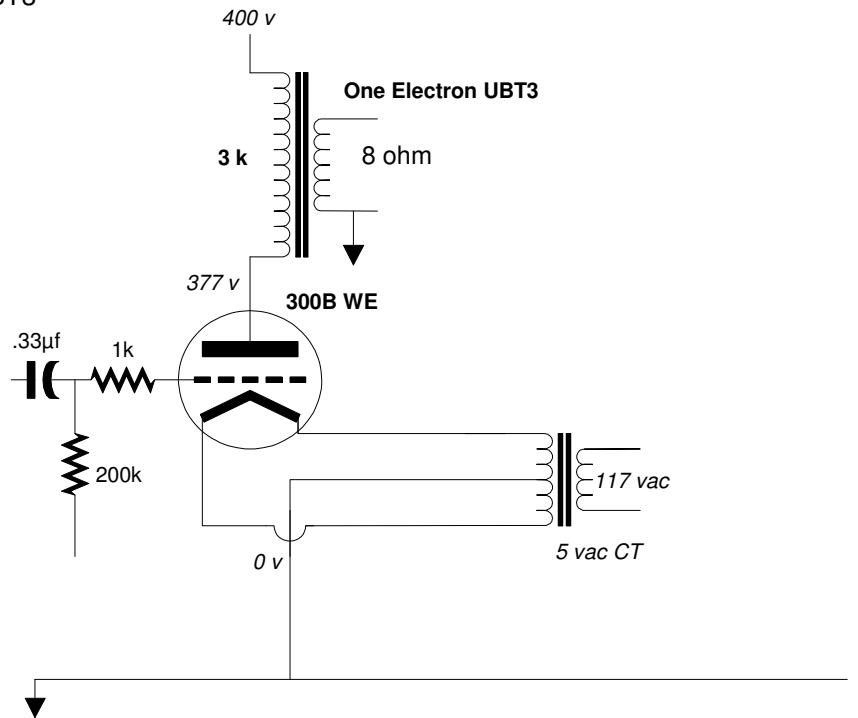 400 v
One Electron UBT3
3 k
8 ohm
377 v
300B WE
.33µf
1k
200k
117 vac
5 vac CT
0 v